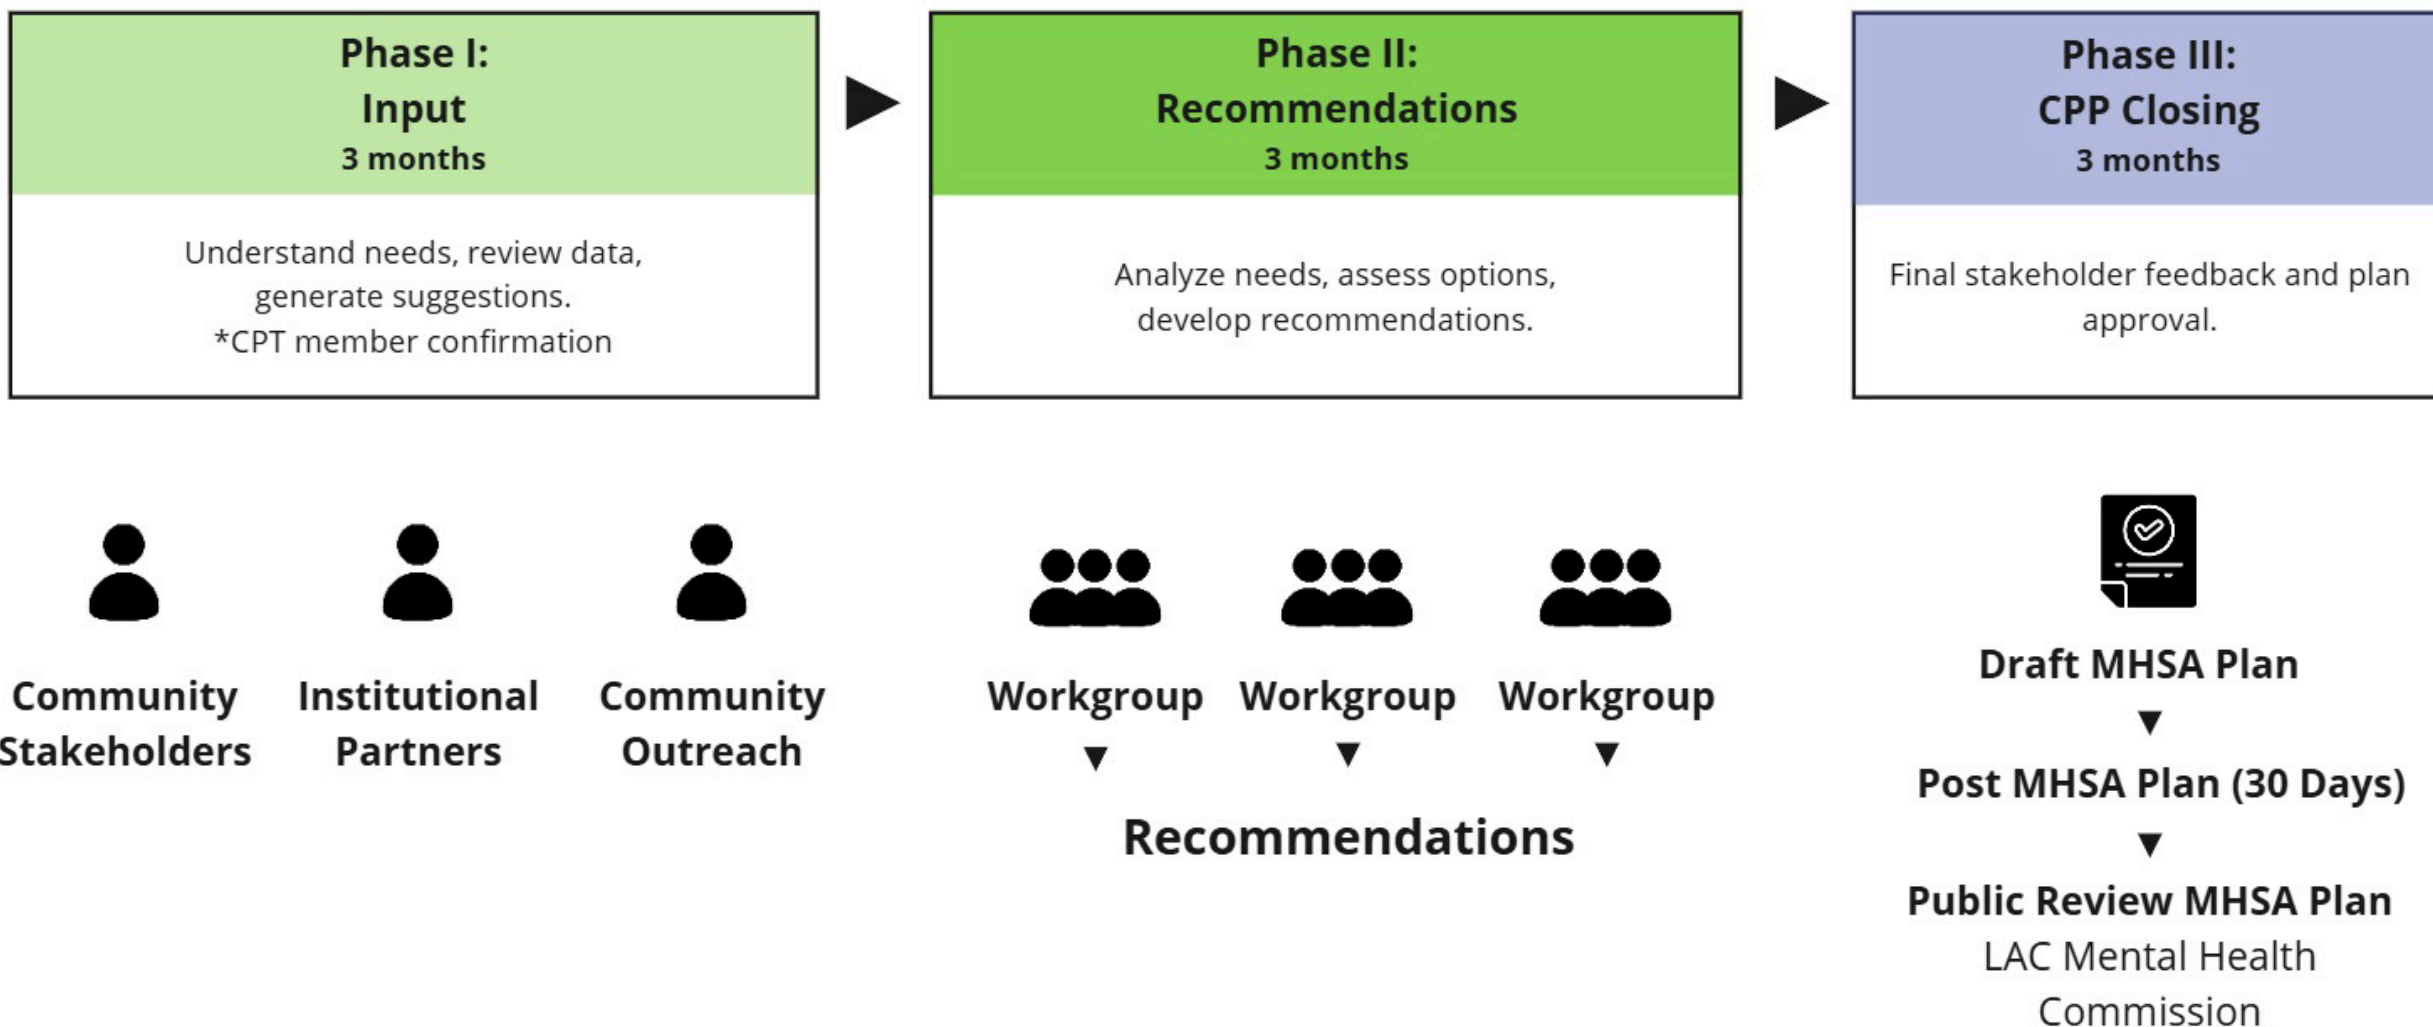 Phase I:
Input
3 months
Understand needs, review data,
generate suggestions.
*CPT member confirmation
Phase II:
Recommendations
3 months
Analyze needs, assess options,
develop recommendations.
Phase III:
CPP Closing
3 months
Final stakeholder feedback and plan
approval.
Community
Stakeholders
Institutional
Partners
Community
Outreach
Workgroup
Workgroup
Workgroup
Recommendations
Draft MHSA Plan
Post MHSA Plan (30 Days)
Public Review MHSA Plan
LAC Mental Health
Commission